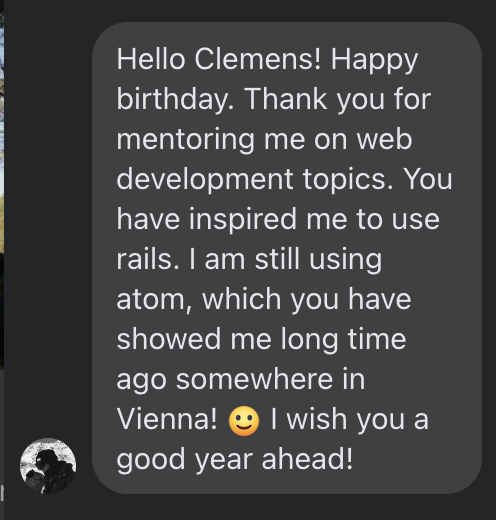 Hello Clemens! Happy
birthday. Thank you for
mentoring me on web
development topics. You
have inspired me to use
rails. I am still using
atom, which you have
showed me long time
ago somewhere in
Vienna! 🙂 I wish you a
good year ahead!